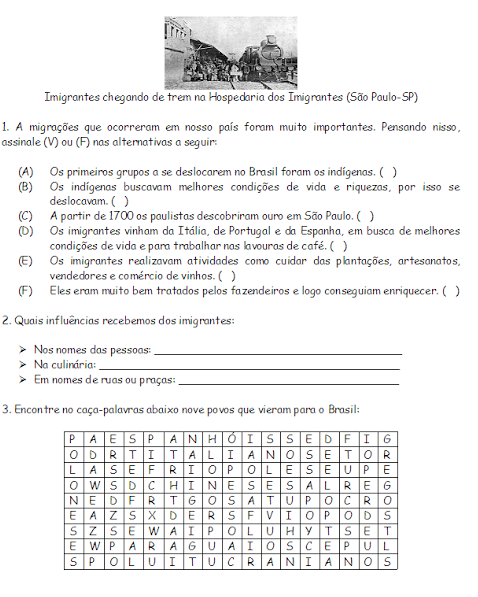 Imigrantes chegando de trem na Hospedaria dos Imigrantes (São Paulo-SP)
1. A migrações que ocorreram em nosso país foram muito importantes. Pensando nisso,
assinale (V) ou (F) nas alternativas a seguir:
(A) Os primeiros grupos a se deslocarem no Brasil foram os indígenas. ( )
(B) Os indígenas buscavam melhores condições de vida e riquezas, por isso se
deslocavam. ( )
(C) A partir de 1700 os paulistas descobriram ouro em São Paulo. ( )
(D) Os imigrantes vinham da Itália, de Portugal e da Espanha, em busca de melhores
condições de vida e para trabalhar nas lavouras de café. ( )
(E) Os imigrantes realizavam atividades como cuidar das plantações, artesanatos,
vendedores e comércio de vinhos. ( )
(F) Eles eram muito bem tratados pelos fazendeiros e logo conseguiam enriquecer. ( )
2. Quais influências recebemos dos imigrantes:
➢ Nos nomes das pessoas: ____________________
➢ Na culinária: ____________________
➢ Em nomes de ruas ou praças: ____________________
3. Encontre no caça-palavras abaixo nove povos que vieram para o Brasil:
P A E S P A N H Ó I S S E D F I G
O D R T I T A L I A N O S E T O R
L A S E F R I O P O L E S E U P E
O W S D C H I N E S E S A L R E G
N E D F R T G O S A T U P O C R O
E A Z S X D E R S F V I O P O D S
S Z S E W A I P O L U H Y T S E T
E W P A R A G U A I O S C E P U L
S P O L U I T U C R A N I A N O S